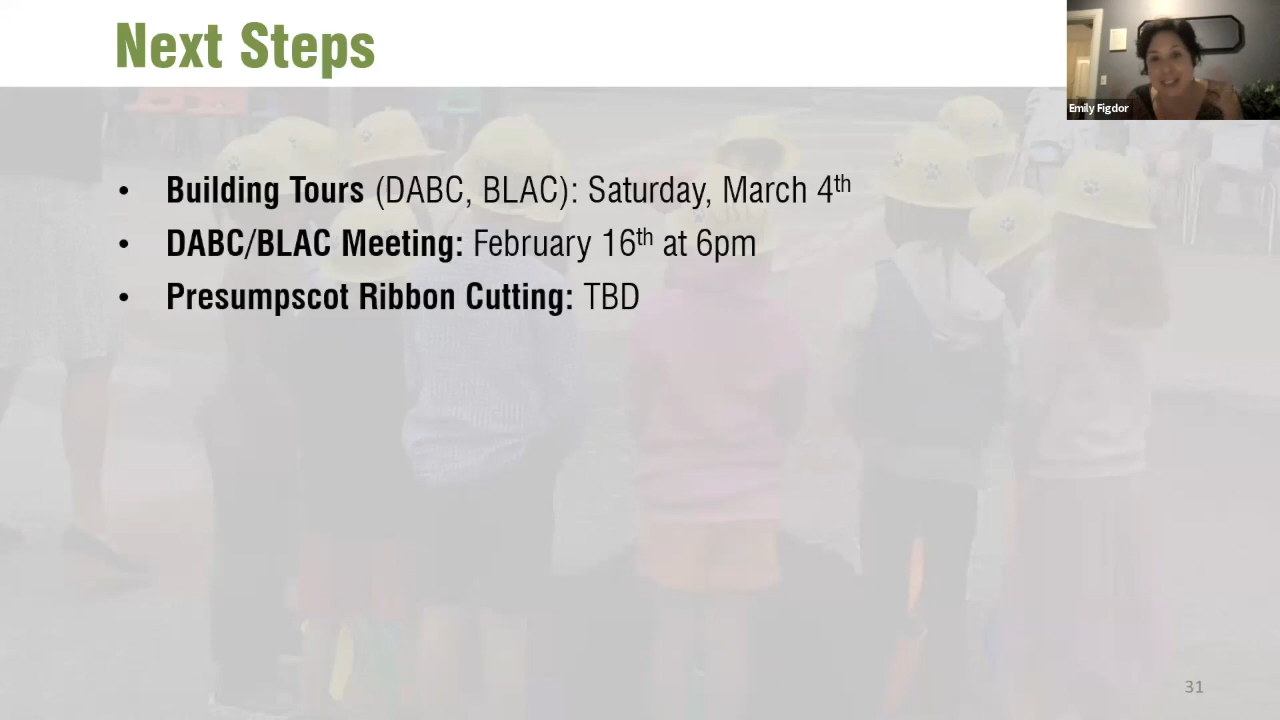 Next Steps
Emily Figdor
• Building Tours (DABC, BLAC): Saturday, March 4th
• DABC/BLAC Meeting: February 16th at 6pm
• Presumpscot Ribbon Cutting: TBD
31